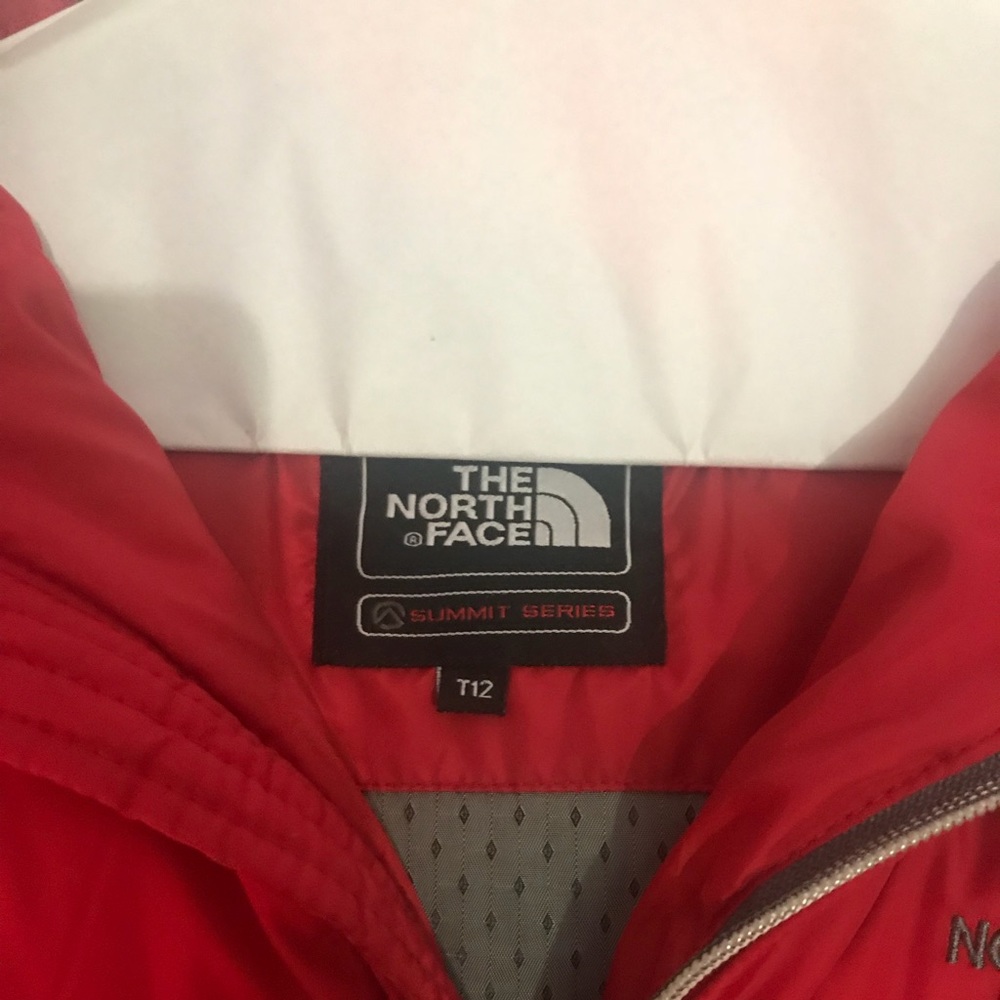 THE
NORTH
® FACE
SUMMIT SERIES
T12